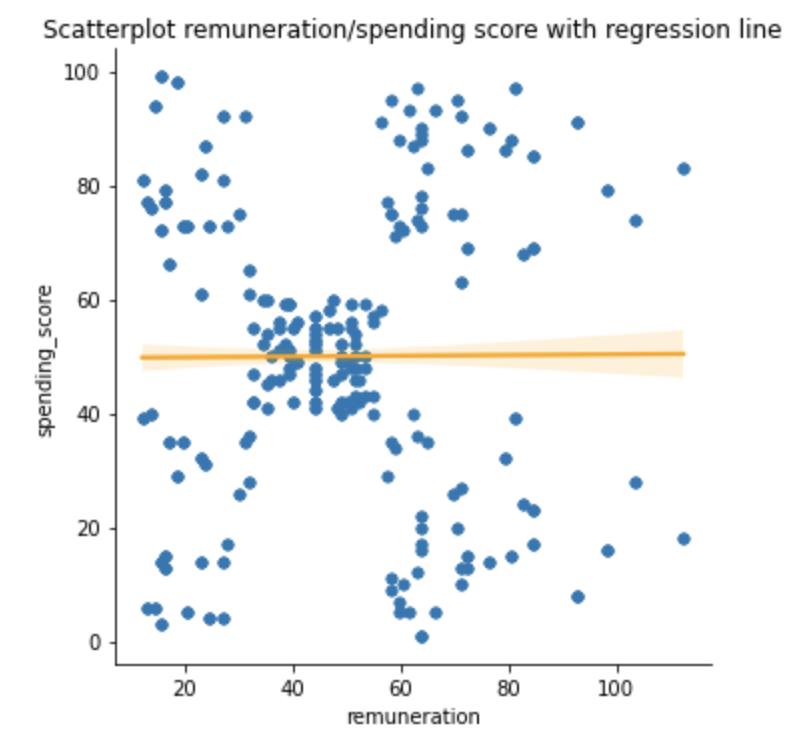 Scatterplot remuneration/spending score with regression line
100
80
60
40
20
0
spending_score
20 40 60 80 100
remuneration